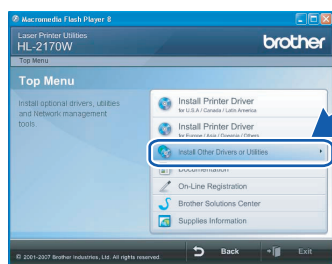 Macromedia Flash Player 8
Laser Printer Utilities
HL-2170W
brother
Top Menu
Top Menu
Install optional drivers, utilities
and Network management
tools.
Install Printer Driver
for U.S.A / Canada / Latin America
Install Printer Driver
for Europe / Asia / Oceania / Others
Install Other Drivers or Utilities
Documentation
On-Line Registration
Brother Solutions Center
Supplies Information
© 2001-2007 Brother Industries, Ltd. All rights reserved.
Back
Exit